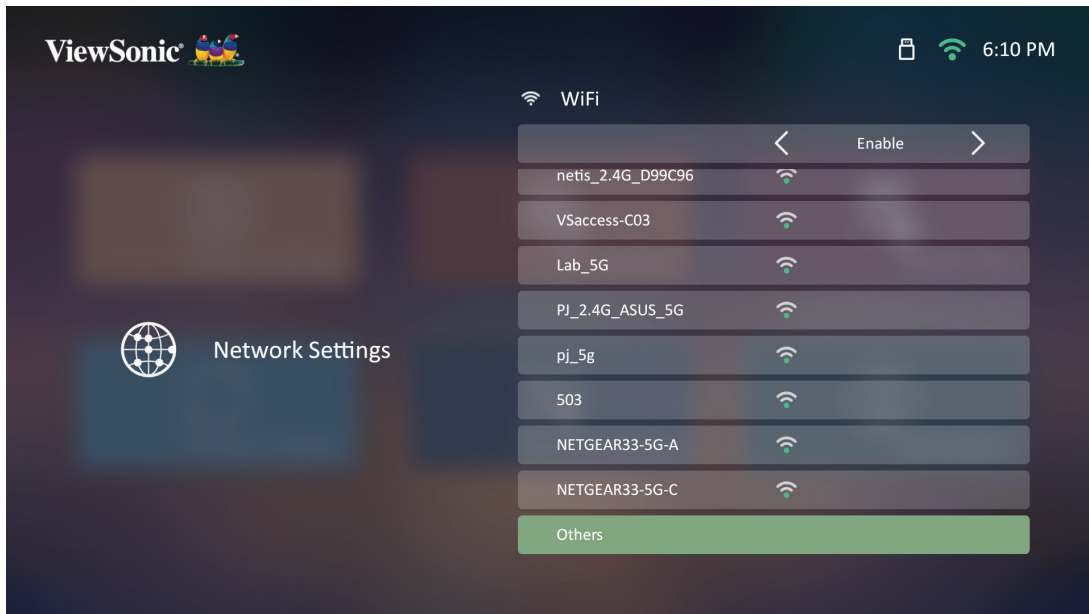 ViewSonic
6:10 PM
WiFi
Enable
netis_2.4G_D99C96
VSaccess-C03
Lab_5G
PJ_2.4G_ASUS_5G
Network Settings
pj_5g
503
NETGEAR33-5G-A
NETGEAR33-5G-C
Others